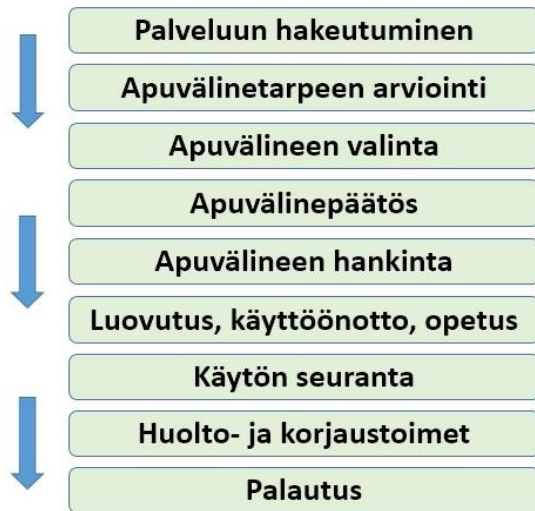 Palveluun hakeutuminen
Apuvälinetarpeen arviointi
Apuvälineen valinta
Apuvälinepäätös
Apuvälineen hankinta
Luovutus, käyttöönotto, opetus
Käytön seuranta
Huolto- ja korjaustoimet
Palautus